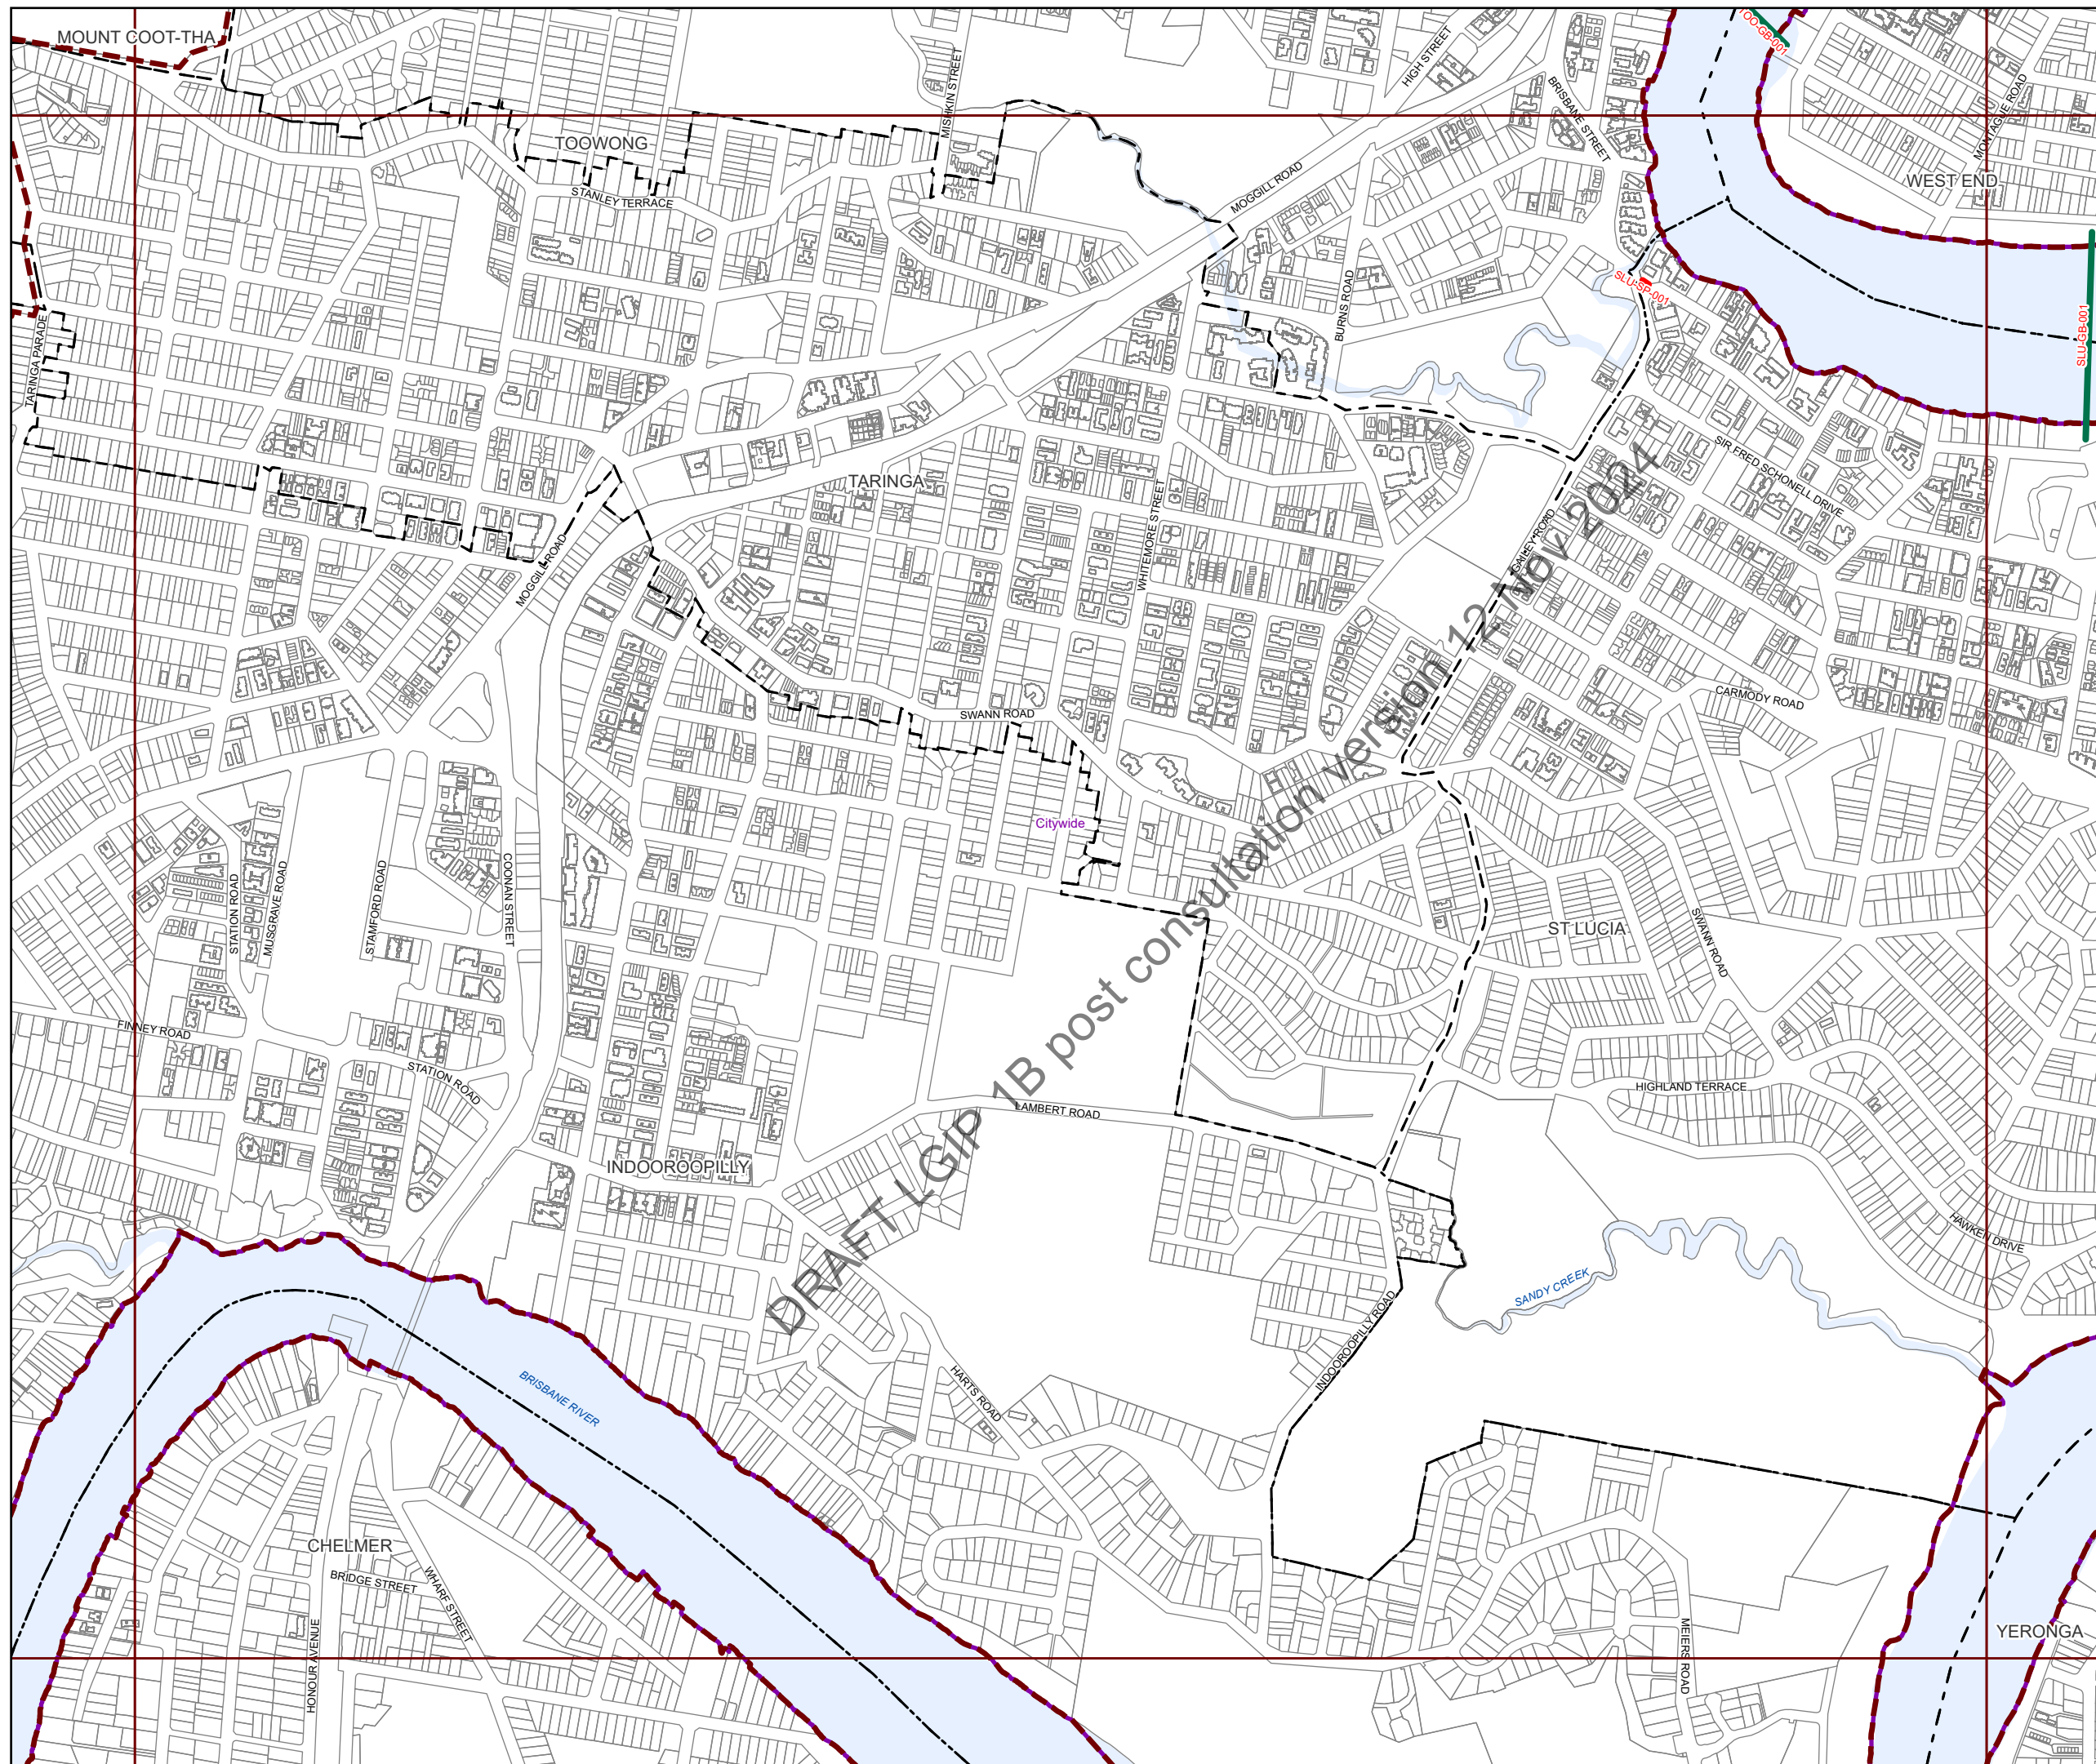 MOUNT COOT-THA
TOO-GB-001
HIGH STREET
MISHKIN STREET
BRISBANE STREET
MONTAGUE ROAD
TOOWONG
WEST END
MOGGILL ROAD
STANLEY TERRACE
SLU-SP-001
BURNS ROAD
SLU-GB-001
TARINGA PARADE
SIR FRED SCHONELL DRIVE
TARINGA
WHITEMORE STREET
GAILEY ROAD
MOGGILL ROAD
CARMODY ROAD
SWANN ROAD
Citywide
DRAFT LGIP 1B post consultation version 12 Nov 2024
COONAN STREET
STATION ROAD
MUSGRAVE ROAD
STAMFORD ROAD
ST LUCIA
SWANN ROAD
FINNEY ROAD
STATION ROAD
HIGHLAND TERRACE
LAMBERT ROAD
INDOOROOPILLY
HAWKEN DRIVE
SANDY CREEK
INDOOROOPILLY ROAD
BRISBANE RIVER
HARTS ROAD
CHELMER
BRIDGE STREET
WHARF STREET
HONOUR AVENUE
MEIERS ROAD
YERONGA